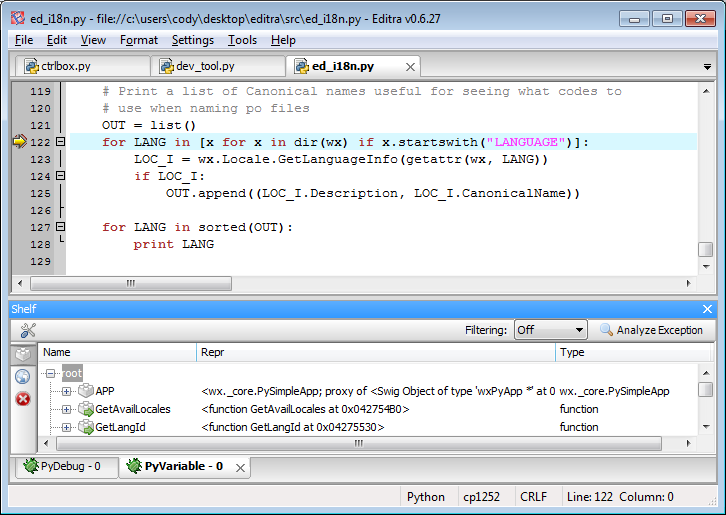 ed_i18n.py - file://c:\users\cody\desktop\editra\src\ed_i18n.py - Editra v0.6.27
File Edit View Format Settings Tools Help
ctrlbox.py dev_tool.py ed_i18n.py
119 # Print a list of Canonical names useful for seeing what codes to
120 # use when naming po files
121 OUT = list()
122 for LANG in [x for x in dir(wx) if x.startswith("LANGUAGE")]:
123 LOC_I = wx.Locale.GetLanguageInfo(getattr(wx, LANG))
124 if LOC_I:
125 OUT.append((LOC_I.Description, LOC_I.CanonicalName))
126
127 for LANG in sorted(OUT):
128 print LANG
129
Shelf
Filtering: Off Analyze Exception
Name Repr Type
root
APP <wx._core.PySimpleApp; proxy of <Swig Object of type 'wxPyApp *' at 0 wx._core.PySimpleApp
GetAvailLocales <function GetAvailLocales at 0x042754B0> function
GetLangId <function GetLangId at 0x04275530> function
PyDebug - 0 PyVariable - 0
Python cp1252 CRLF Line: 122 Column: 0